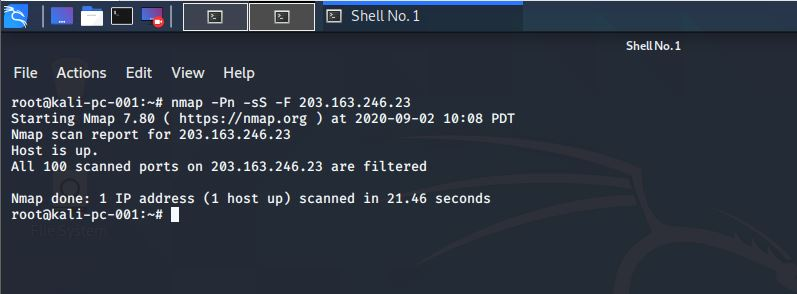 Shell No. 1
Shell No. 1
File Actions Edit View Help
root@kali-pc-001:~# nmap -Pn -sS -F 203.163.246.23
Starting Nmap 7.80 ( https://nmap.org ) at 2020-09-02 10:08 PDT
Nmap scan report for 203.163.246.23
Host is up.
All 100 scanned ports on 203.163.246.23 are filtered
Nmap done: 1 IP address (1 host up) scanned in 21.46 seconds
root@kali-pc-001:~#
File System